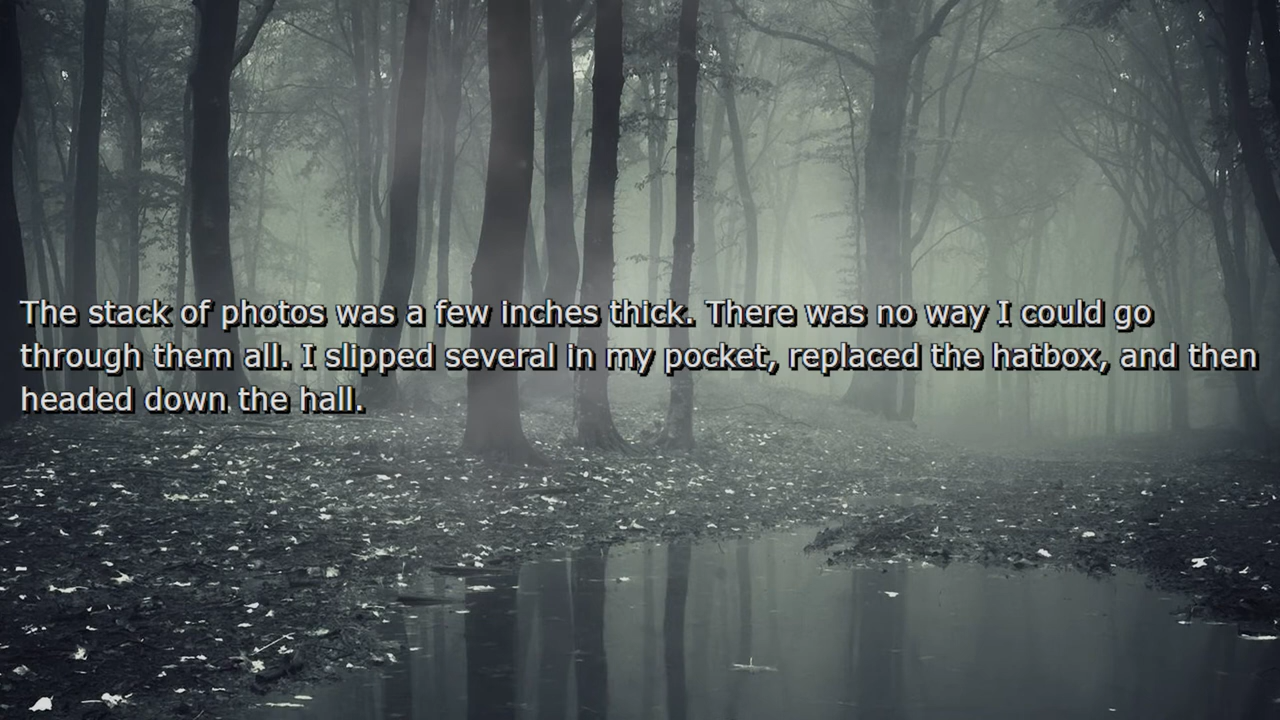 The stack of photos was a few inches thick. There was no way I could go
through them all. I slipped several in my pocket, replaced the hatbox, and then
headed down the hall.